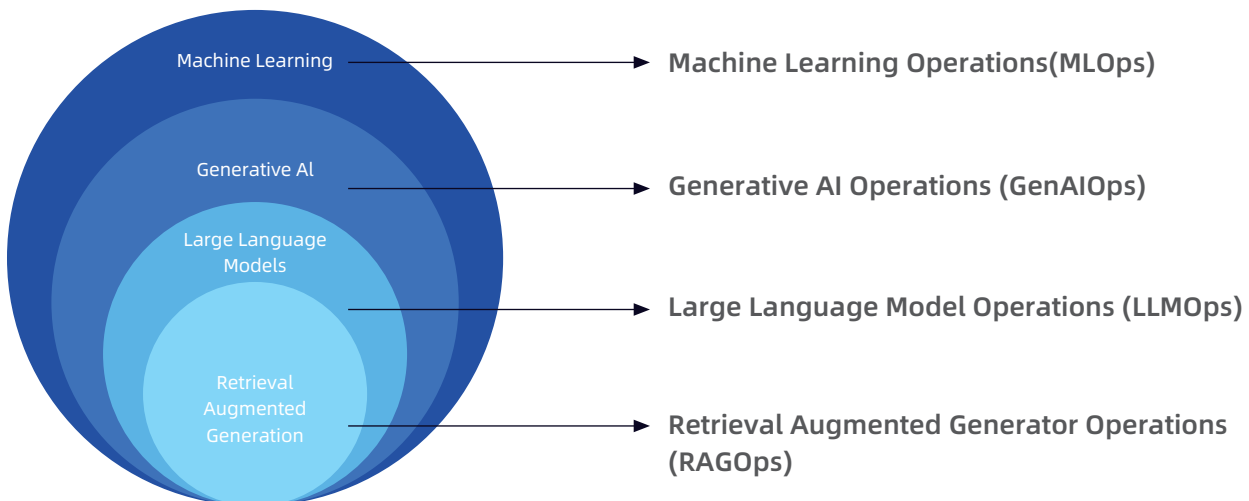 Machine Learning
Machine Learning Operations(MLOps)
Generative Al
Generative AI Operations (GenAIOps)
Large Language
Models
Large Language Model Operations (LLMOps)
Retrieval
Augmented
Generation
Retrieval Augmented Generator Operations
(RAGOps)